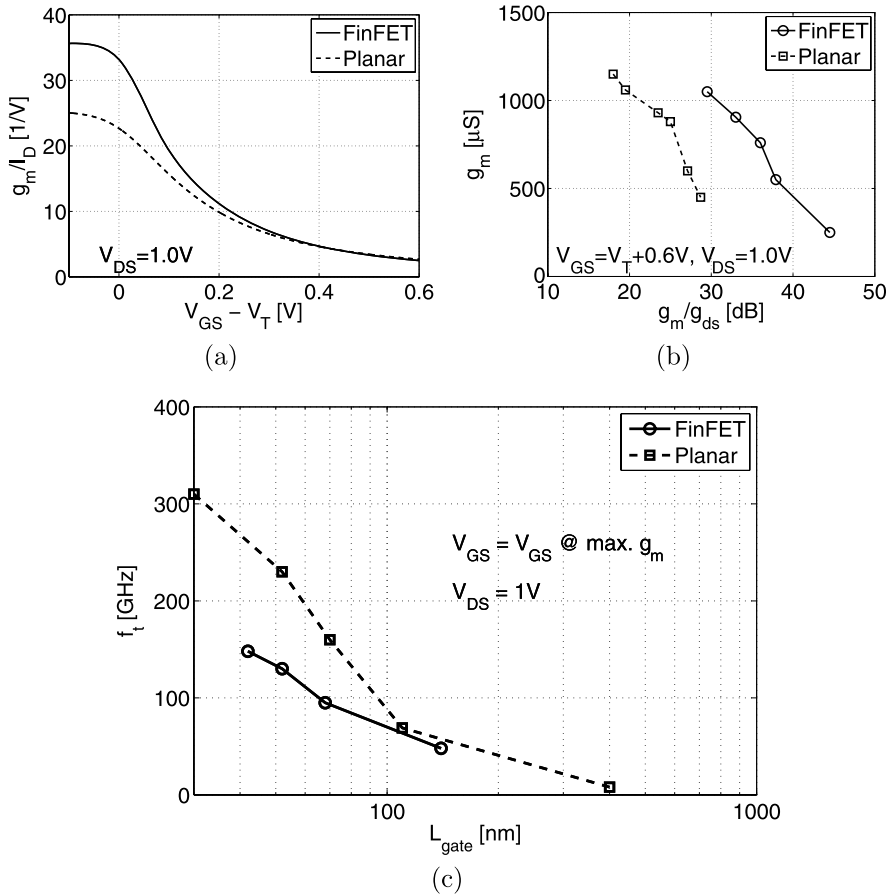 FinFET
Planar
40
30
20
10
0
g_m/I_D [1/V]
V_DS=1.0V
0 0.2 0.4 0.6
V_GS − V_T [V]
(a)
FinFET
Planar
1500
1000
500
0
g_m [μS]
V_GS=V_T+0.6V, V_DS=1.0V
10 20 30 40 50
g_m/g_ds [dB]
(b)
FinFET
Planar
400
300
200
100
0
f_t [GHz]
V_GS = V_GS @ max. g_m
V_DS = 1V
100 1000
L_gate [nm]
(c)